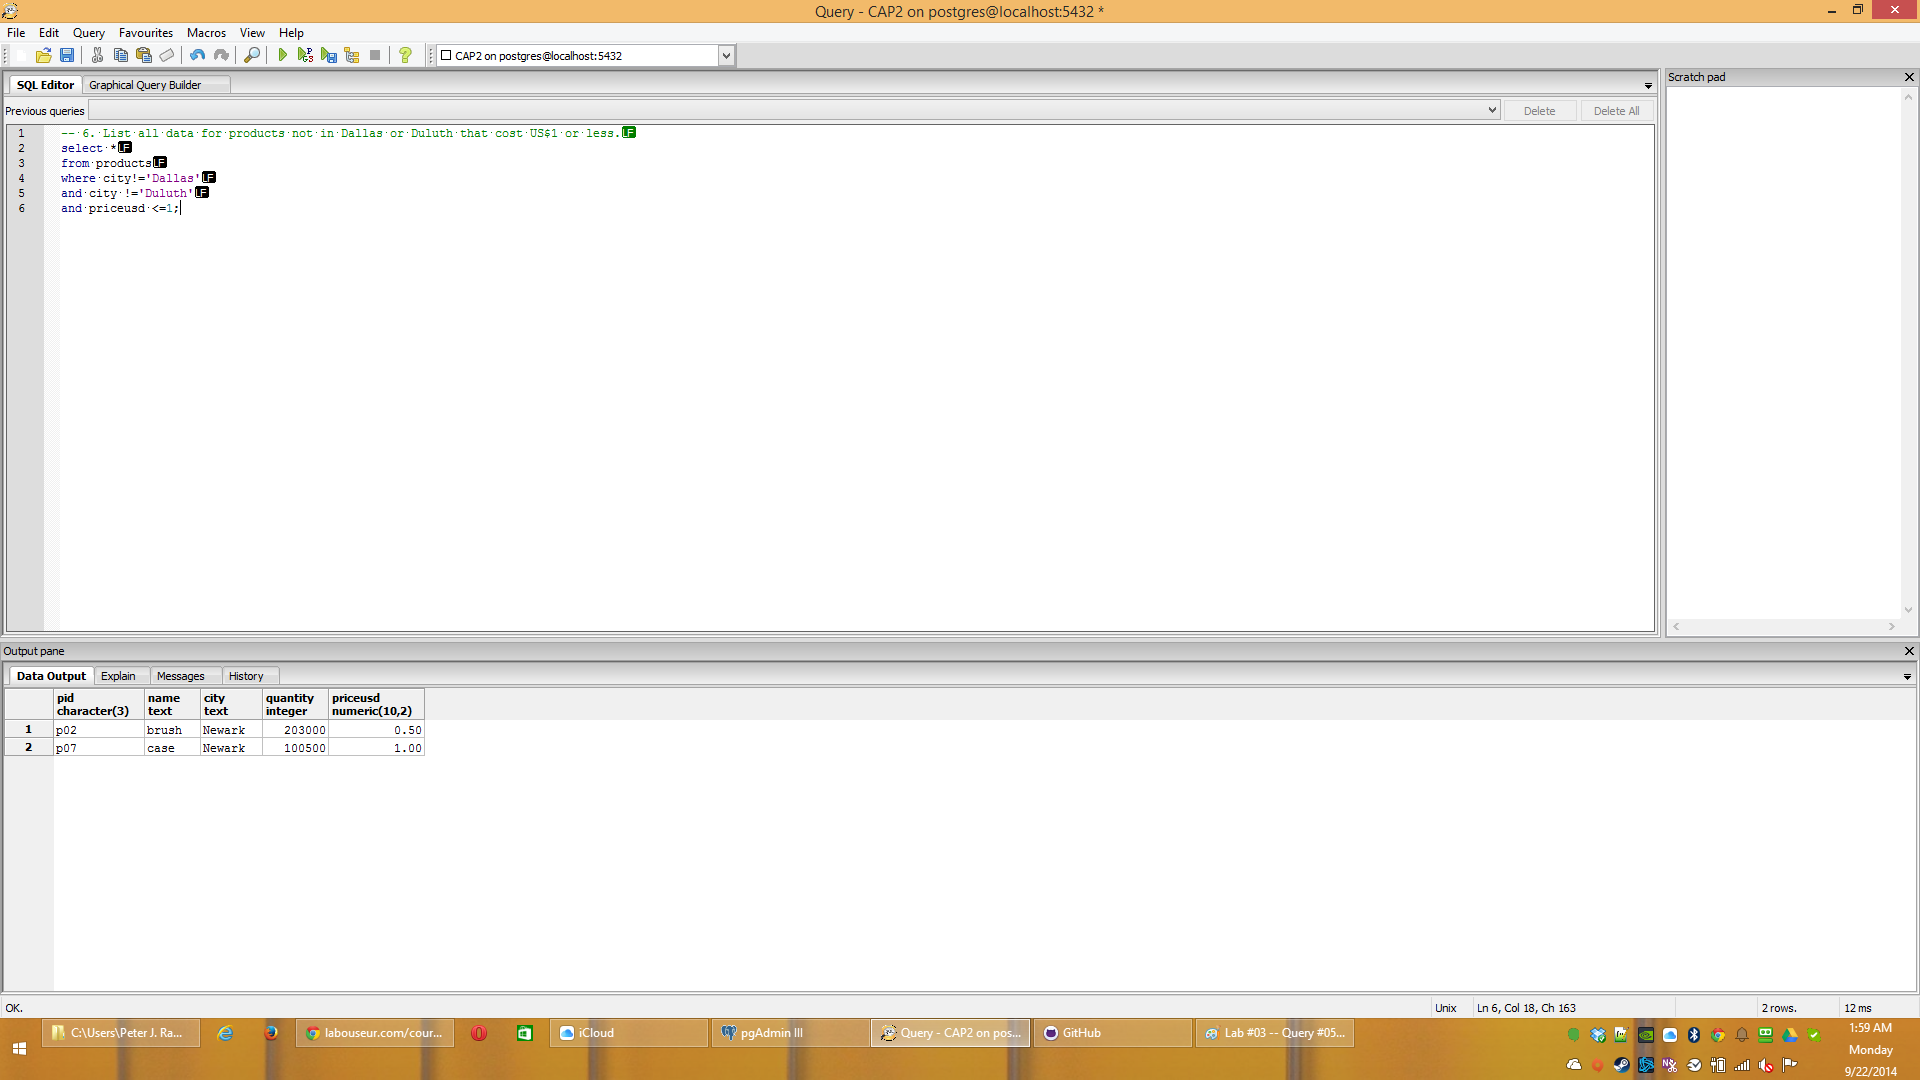 Query - CAP2 on postgres@localhost:5432 *
File Edit Query Favourites Macros View Help
CAP2 on postgres@localhost:5432
SQL Editor Graphical Query Builder
Scratch pad
Previous queries Delete Delete All
1 -- 6. List all data for products not in Dallas or Duluth that cost US$1 or less.LF
2 select *LF
3 from productsLF
4 where city!='Dallas'LF
5 and city !='Duluth'LF
6 and priceusd <=1;
Output pane
Data Output Explain Messages History
pid name city quantity priceusd
character(3) text text integer numeric(10,2)
1 p02 brush Newark 203000 0.50
2 p07 case Newark 100500 1.00
OK. Unix Ln 6, Col 18, Ch 163 2 rows. 12 ms
C:\Users\Peter J. Ra... labouseur.com/cour... iCloud pgAdmin III Query - CAP2 on pos... GitHub Lab #03 -- Query #05...
1:59 AM
Monday
9/22/2014